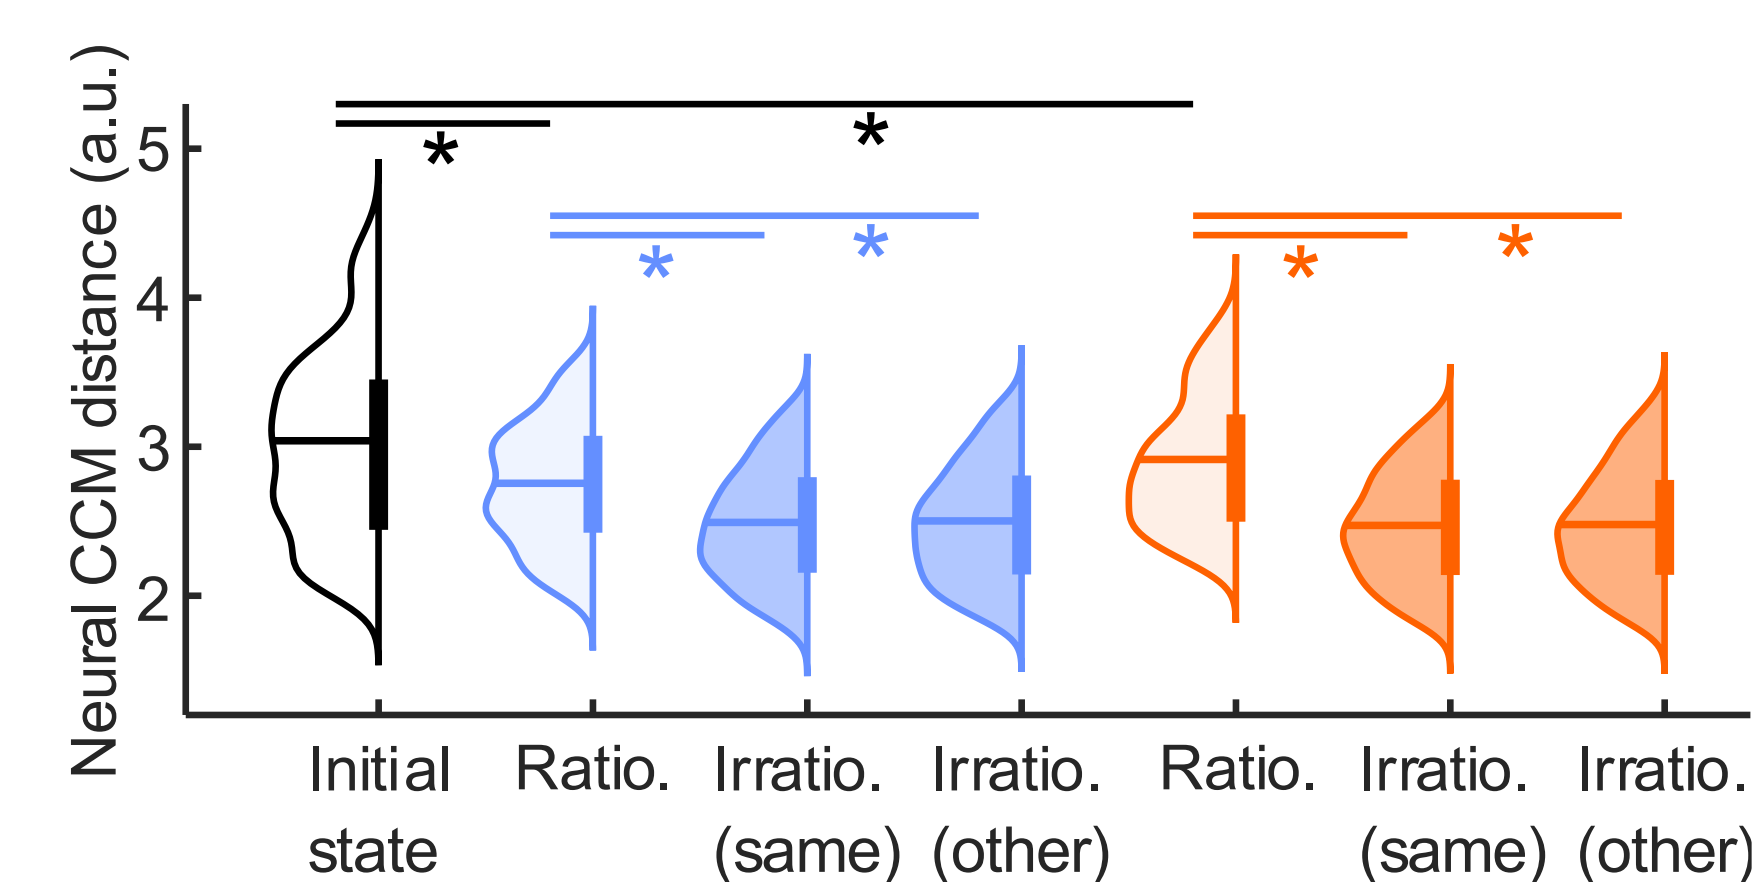 Neural CCM distance (a.u.)
5
4
3
2
*
*
*
*
*
*
Initial state
Ratio.
Irratio. (same)
Irratio. (other)
Ratio.
Irratio. (same)
Irratio. (other)